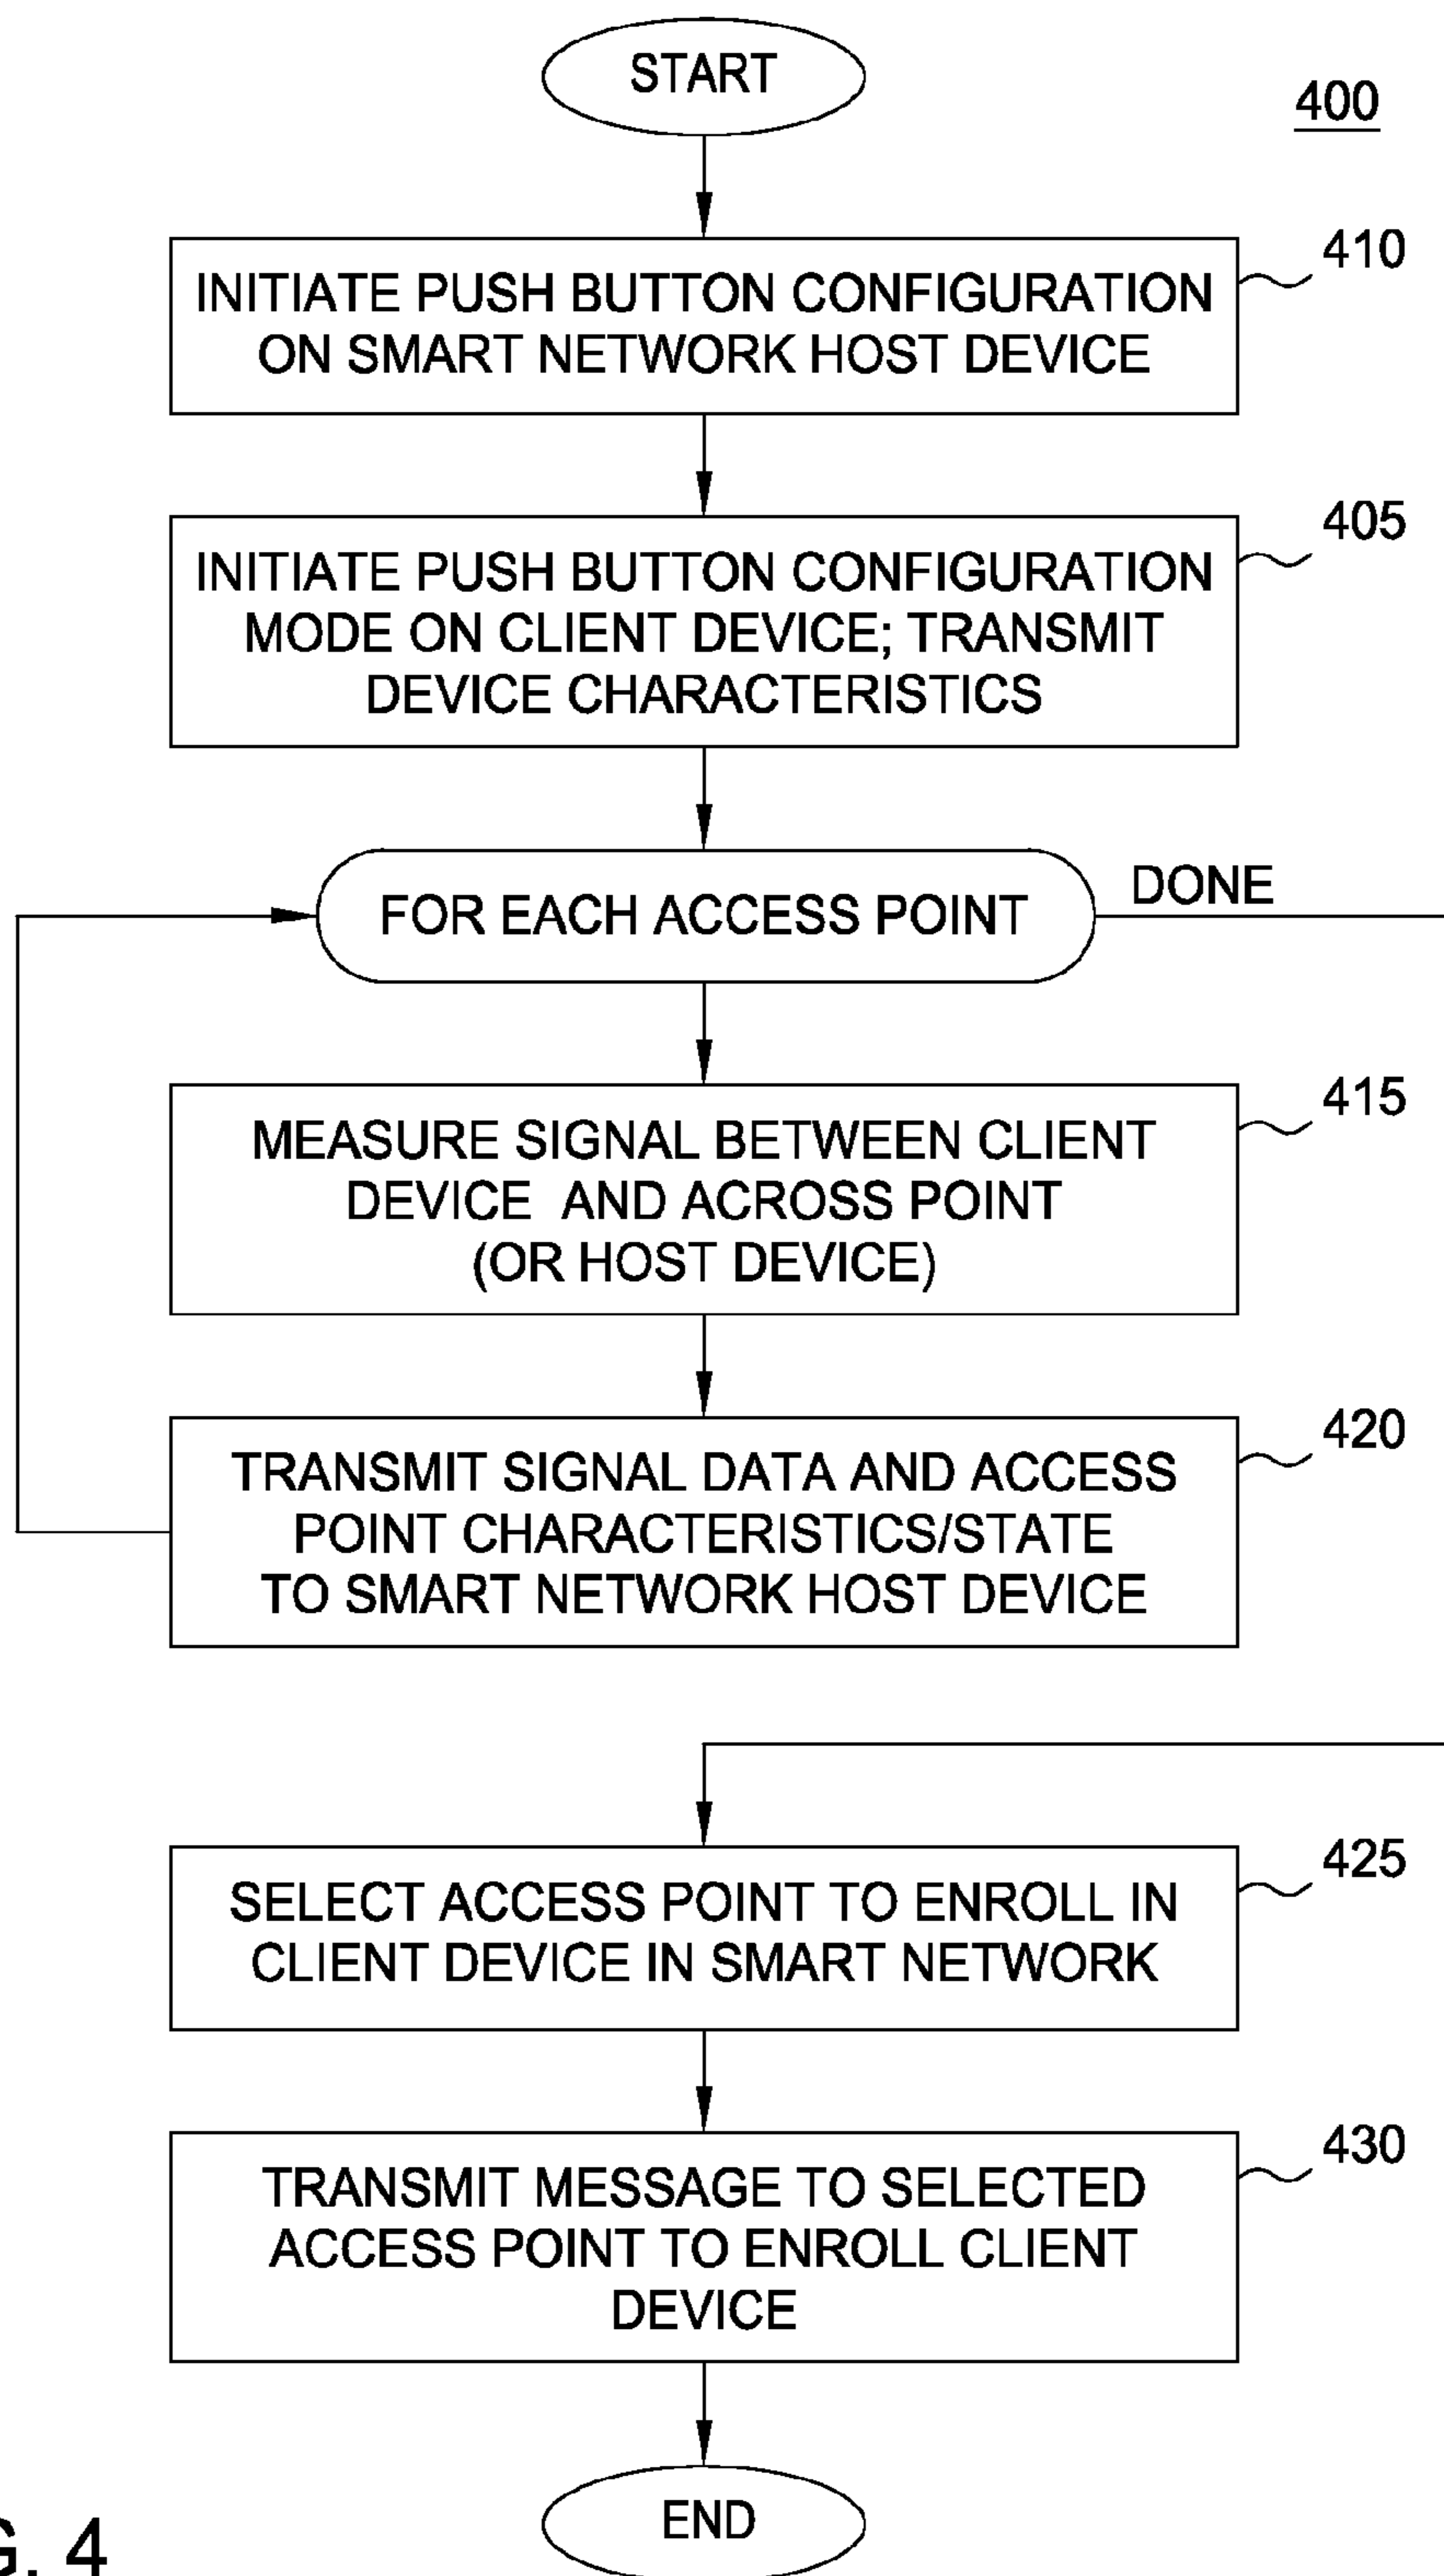 START
400
INITIATE PUSH BUTTON CONFIGURATION
ON SMART NETWORK HOST DEVICE
410
INITIATE PUSH BUTTON CONFIGURATION
MODE ON CLIENT DEVICE; TRANSMIT
DEVICE CHARACTERISTICS
405
FOR EACH ACCESS POINT
DONE
MEASURE SIGNAL BETWEEN CLIENT
DEVICE AND ACROSS POINT
(OR HOST DEVICE)
415
TRANSMIT SIGNAL DATA AND ACCESS
POINT CHARACTERISTICS/STATE
TO SMART NETWORK HOST DEVICE
420
SELECT ACCESS POINT TO ENROLL IN
CLIENT DEVICE IN SMART NETWORK
425
TRANSMIT MESSAGE TO SELECTED
ACCESS POINT TO ENROLL CLIENT
DEVICE
430
END
G. 4